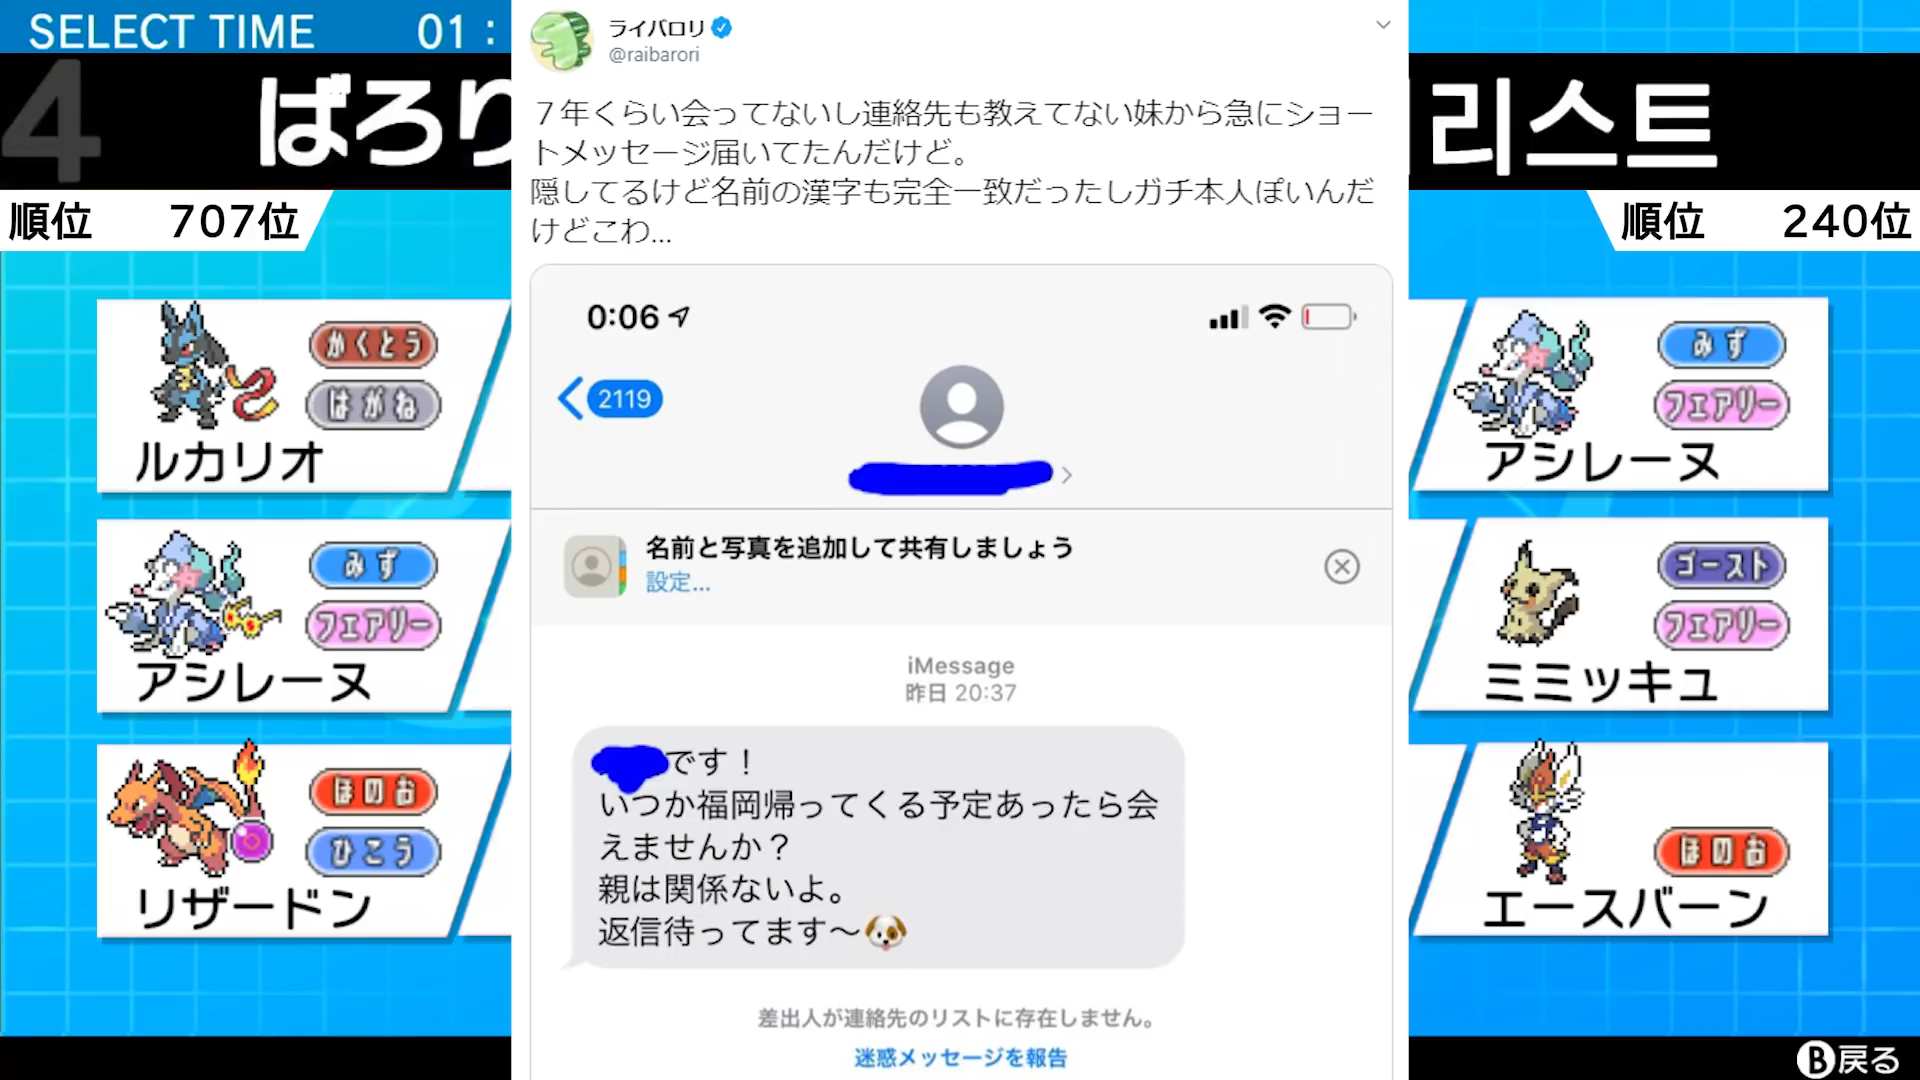 SELECT TIME 01:
4 ばろり
順位 707位
かくとう
はがね
ルカリオ
みず
フェアリー
アシレーヌ
ほのお
ひこう
リザードン
ライバロリ
@raibarori
７年くらい会ってないし連絡先も教えてない妹から急にショー
トメッセージ届いてたんだけど。
隠してるけど名前の漢字も完全一致だったしガチ本人ぽいんだ
けどこわ...
0:06
2119
名前と写真を追加して共有しましょう
設定...
iMessage
昨日 20:37
です！
いつか福岡帰ってくる予定あったら会
えませんか？
親は関係ないよ。
返信待ってます〜🐶
差出人が連絡先のリストに存在しません。
迷惑メッセージを報告
리스트
順位 240位
みず
フェアリー
アシレーヌ
ゴースト
フェアリー
ミミッキュ
ほのお
エースバーン
B戻る